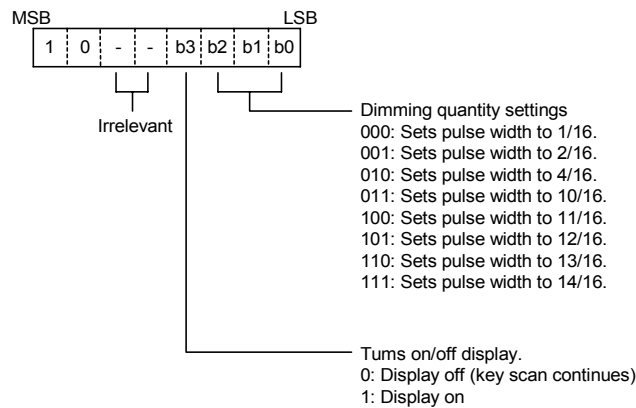 MSB LSB
1 0 - - b3 b2 b1 b0
Irrelevant
Dimming quantity settings
000: Sets pulse width to 1/16.
001: Sets pulse width to 2/16.
010: Sets pulse width to 4/16.
011: Sets pulse width to 10/16.
100: Sets pulse width to 11/16.
101: Sets pulse width to 12/16.
110: Sets pulse width to 13/16.
111: Sets pulse width to 14/16.
Tums on/off display.
0: Display off (key scan continues)
1: Display on